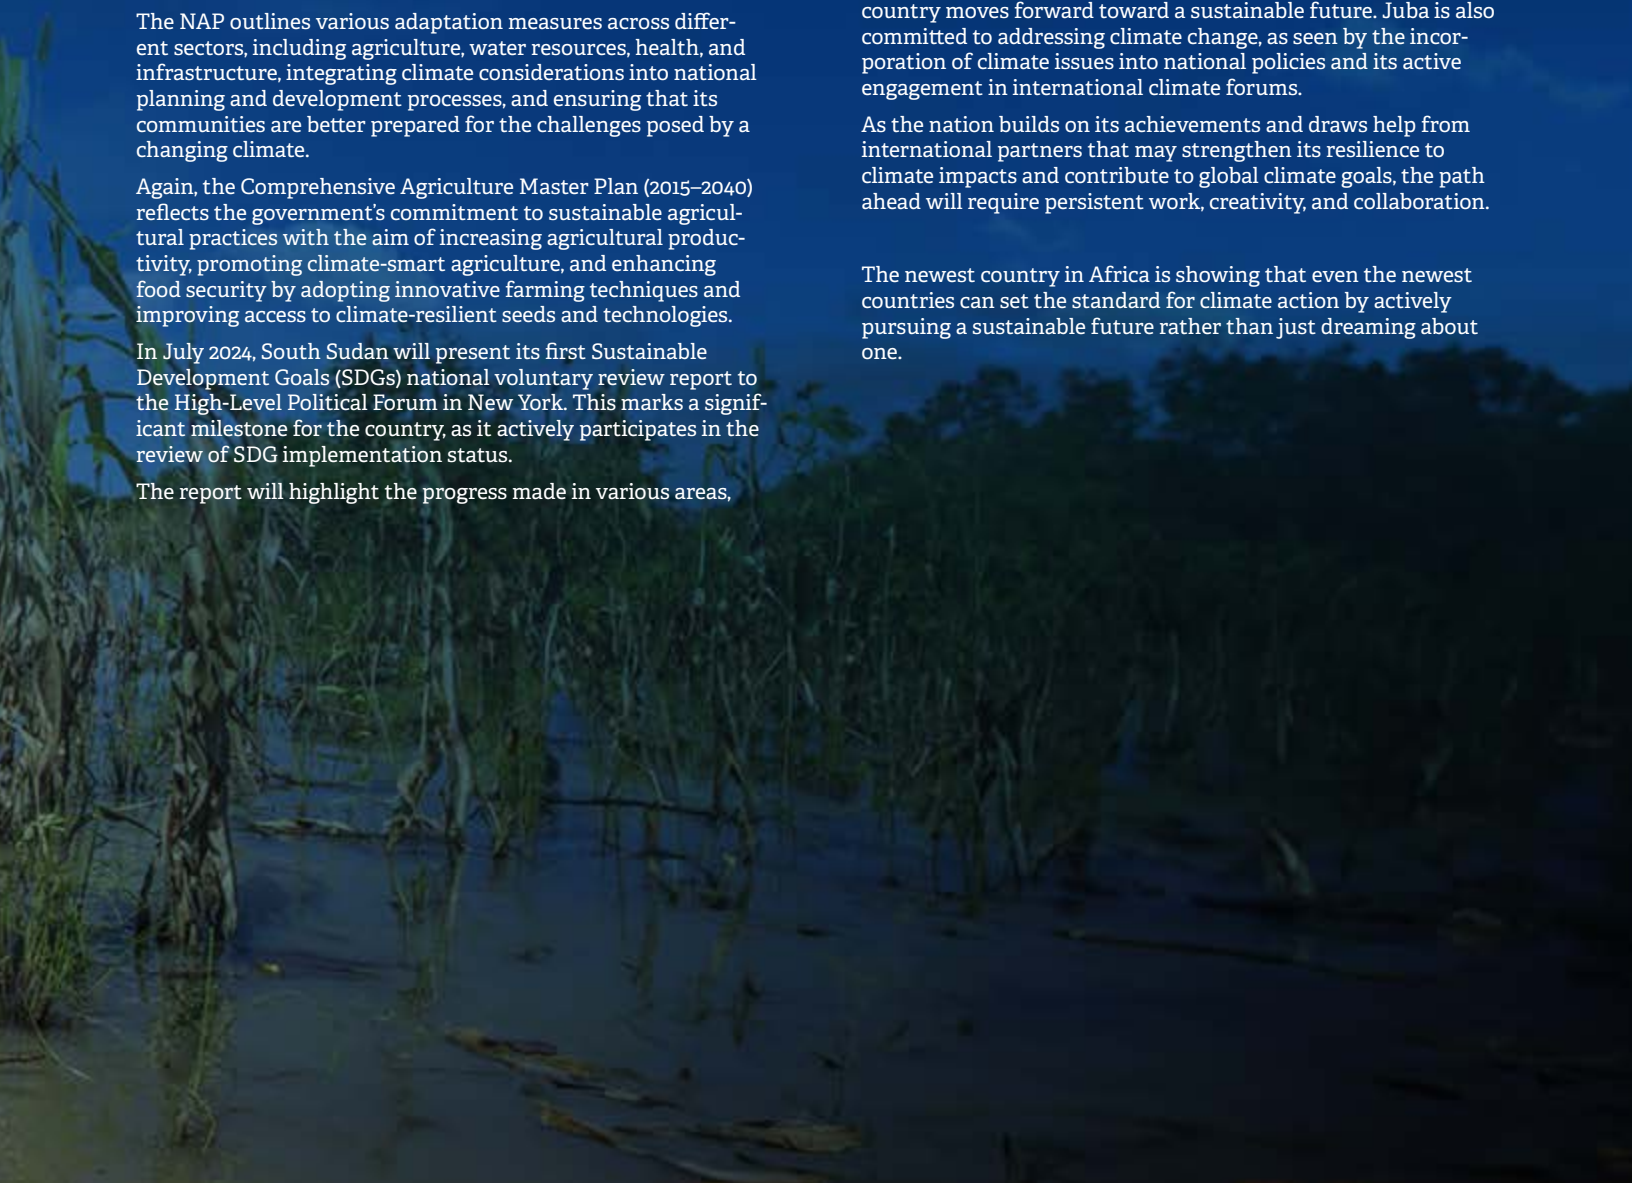 The NAP outlines various adaptation measures across differ-
ent sectors, including agriculture, water resources, health, and
infrastructure, integrating climate considerations into national
planning and development processes, and ensuring that its
communities are better prepared for the challenges posed by a
changing climate.
Again, the Comprehensive Agriculture Master Plan (2015–2040)
reflects the government's commitment to sustainable agricul-
tural practices with the aim of increasing agricultural produc-
tivity, promoting climate-smart agriculture, and enhancing
food security by adopting innovative farming techniques and
improving access to climate-resilient seeds and technologies.
In July 2024, South Sudan will present its first Sustainable
Development Goals (SDGs) national voluntary review report to
the High-Level Political Forum in New York. This marks a signif-
icant milestone for the country, as it actively participates in the
review of SDG implementation status.
The report will highlight the progress made in various areas,
country moves forward toward a sustainable future. Juba is also
committed to addressing climate change, as seen by the incor-
poration of climate issues into national policies and its active
engagement in international climate forums.
As the nation builds on its achievements and draws help from
international partners that may strengthen its resilience to
climate impacts and contribute to global climate goals, the path
ahead will require persistent work, creativity, and collaboration.
The newest country in Africa is showing that even the newest
countries can set the standard for climate action by actively
pursuing a sustainable future rather than just dreaming about
one.